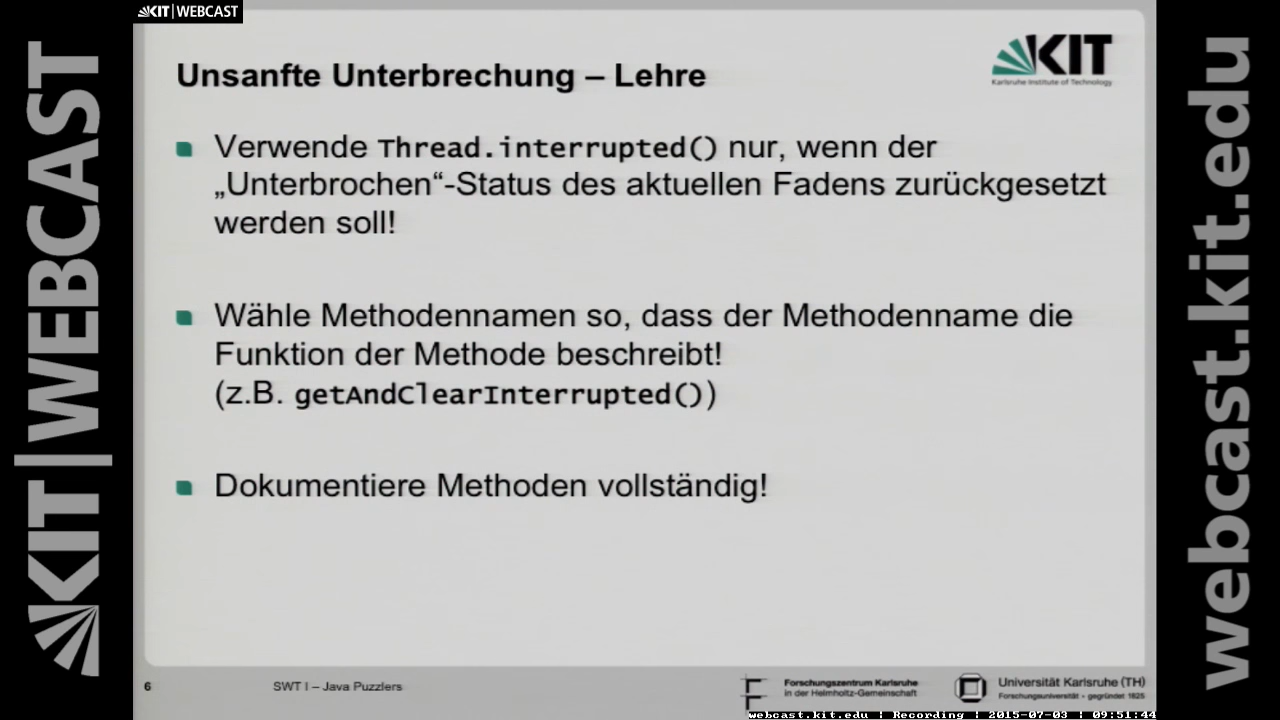 KIT | WEBCAST
KIT | WEBCAST
webcast.kit.edu
KIT
Karlsruhe Institute of Technology
Unsanfte Unterbrechung – Lehre
Verwende Thread.interrupted() nur, wenn der
„Unterbrochen“-Status des aktuellen Fadens zurückgesetzt
werden soll!
Wähle Methodennamen so, dass der Methodenname die
Funktion der Methode beschreibt!
(z.B. getAndClearInterrupted())
Dokumentiere Methoden vollständig!
6
SWT I – Java Puzzlers
Forschungszentrum Karlsruhe
in der Helmholtz-Gemeinschaft
Universität Karlsruhe (TH)
Forschungsuniversität • gegründet 1825
webcast.kit.edu | Recording | 2015-07-03 | 09:51:44